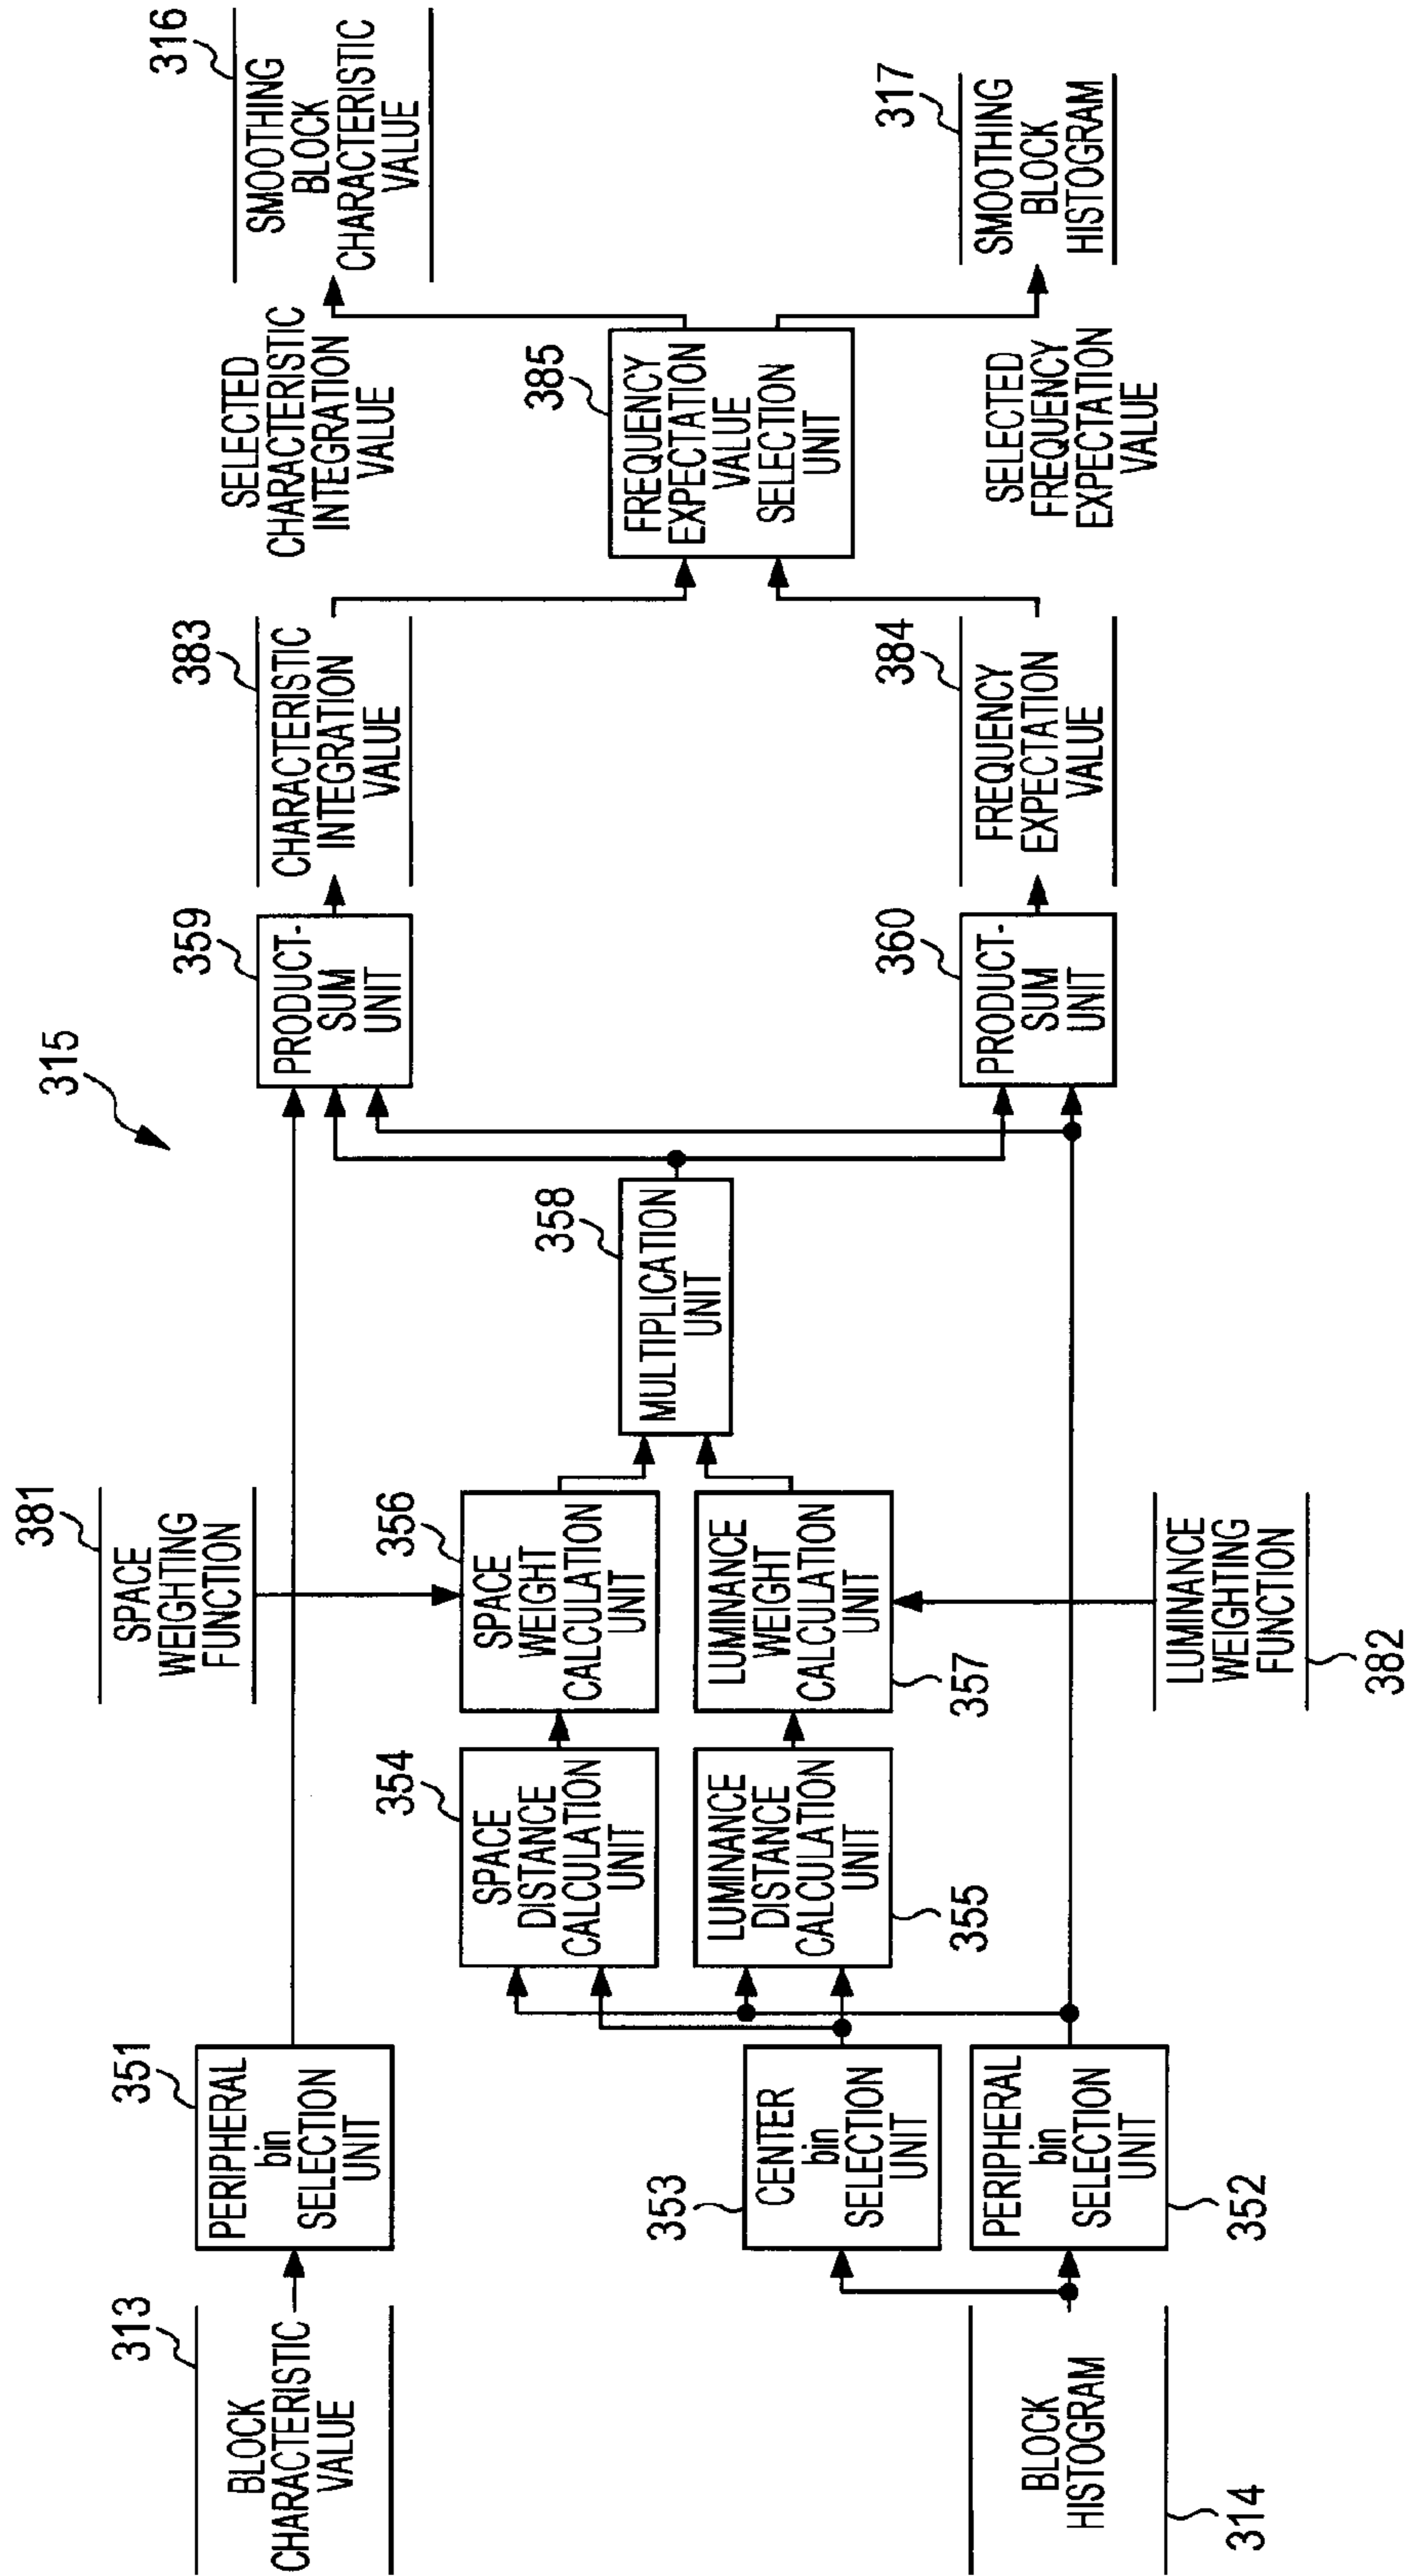 315
313
BLOCK
CHARACTERISTIC
VALUE
351
PERIPHERAL
bin
SELECTION
UNIT
381
SPACE
WEIGHTING
FUNCTION
359
PRODUCT-
SUM
UNIT
383
CHARACTERISTIC
INTEGRATION
VALUE
SELECTED
CHARACTERISTIC
INTEGRATION
VALUE
316
SMOOTHING
BLOCK
CHARACTERISTIC
VALUE
354
SPACE
DISTANCE
CALCULATION
UNIT
356
SPACE
WEIGHT
CALCULATION
UNIT
358
MULTIPLICATION
UNIT
385
FREQUENCY
EXPECTATION
VALUE
SELECTION
UNIT
353
CENTER
bin
SELECTION
UNIT
LUMINANCE
DISTANCE
CALCULATION
UNIT
355
LUMINANCE
WEIGHT
CALCULATION
UNIT
357
BLOCK
HISTOGRAM
314
PERIPHERAL
bin
SELECTION
UNIT
352
LUMINANCE
WEIGHTING
FUNCTION
382
360
PRODUCT-
SUM
UNIT
384
FREQUENCY
EXPECTATION
VALUE
SELECTED
FREQUENCY
EXPECTATION
VALUE
317
SMOOTHING
BLOCK
HISTOGRAM